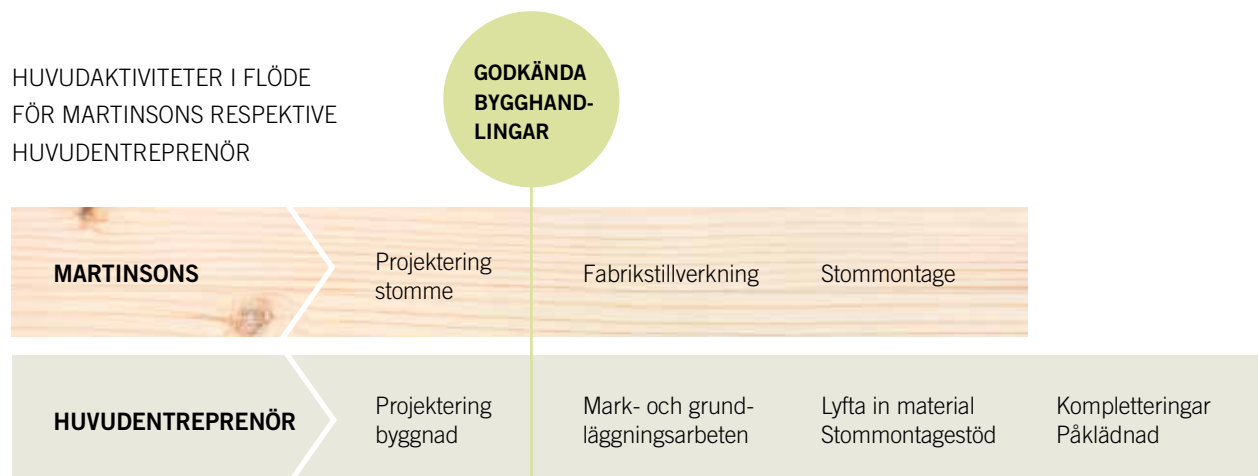 HUVUDAKTIVITETER I FLÖDE
FÖR MARTINSONS RESPEKTIVE
HUVUDENTREPRENÖR
GODKÄNDA
BYGGHAND-
LINGAR
MARTINSONS
Projektering
stomme
Fabrikstillverkning
Stommontage
HUVUDENTREPRENÖR
Projektering
byggnad
Mark- och grund-
läggningsarbeten
Lyfta in material
Stommontagestöd
Kompletteringar
Påklädnad